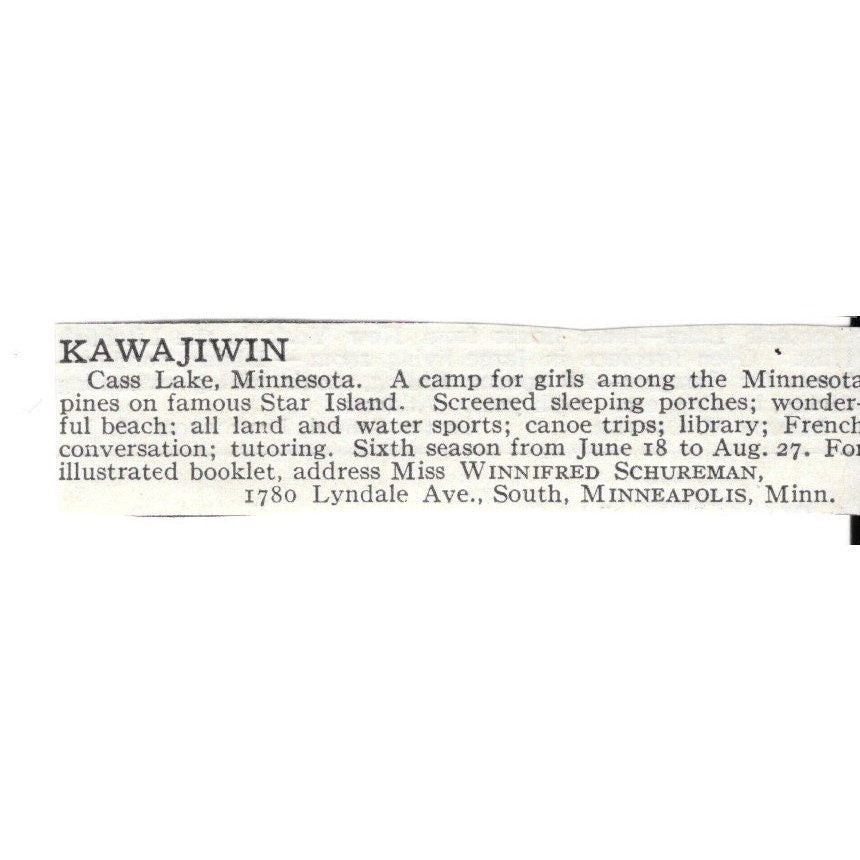 KAWAJIWIN
Cass Lake, Minnesota. A camp for girls among the Minnesota
pines on famous Star Island. Screened sleeping porches; wonder-
ful beach; all land and water sports; canoe trips; library; French
conversation; tutoring. Sixth season from June 18 to Aug. 27. For
illustrated booklet, address Miss WINNIFRED SCHUREMAN,
1780 Lyndale Ave., South, MINNEAPOLIS, Minn.